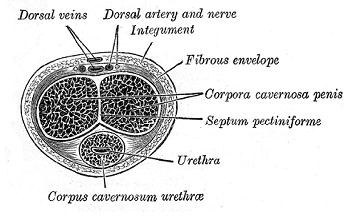 Dorsal veins
Dorsal artery and nerve
Integument
Fibrous envelope
Corpora cavernosa penis
Septum pectiniforme
Urethra
Corpus cavernosum urethræ